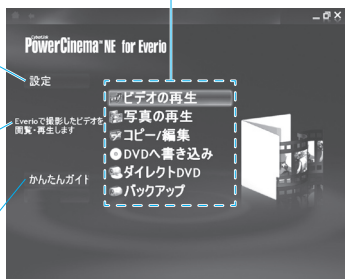 CyberLink
PowerCinema™ NE for Everio
設定
Everioで撮影したビデオを
閲覧・再生します
かんたんガイド
ビデオの再生
写真の再生
コピー/編集
DVDへ書き込み
ダイレクトDVD
バックアップ